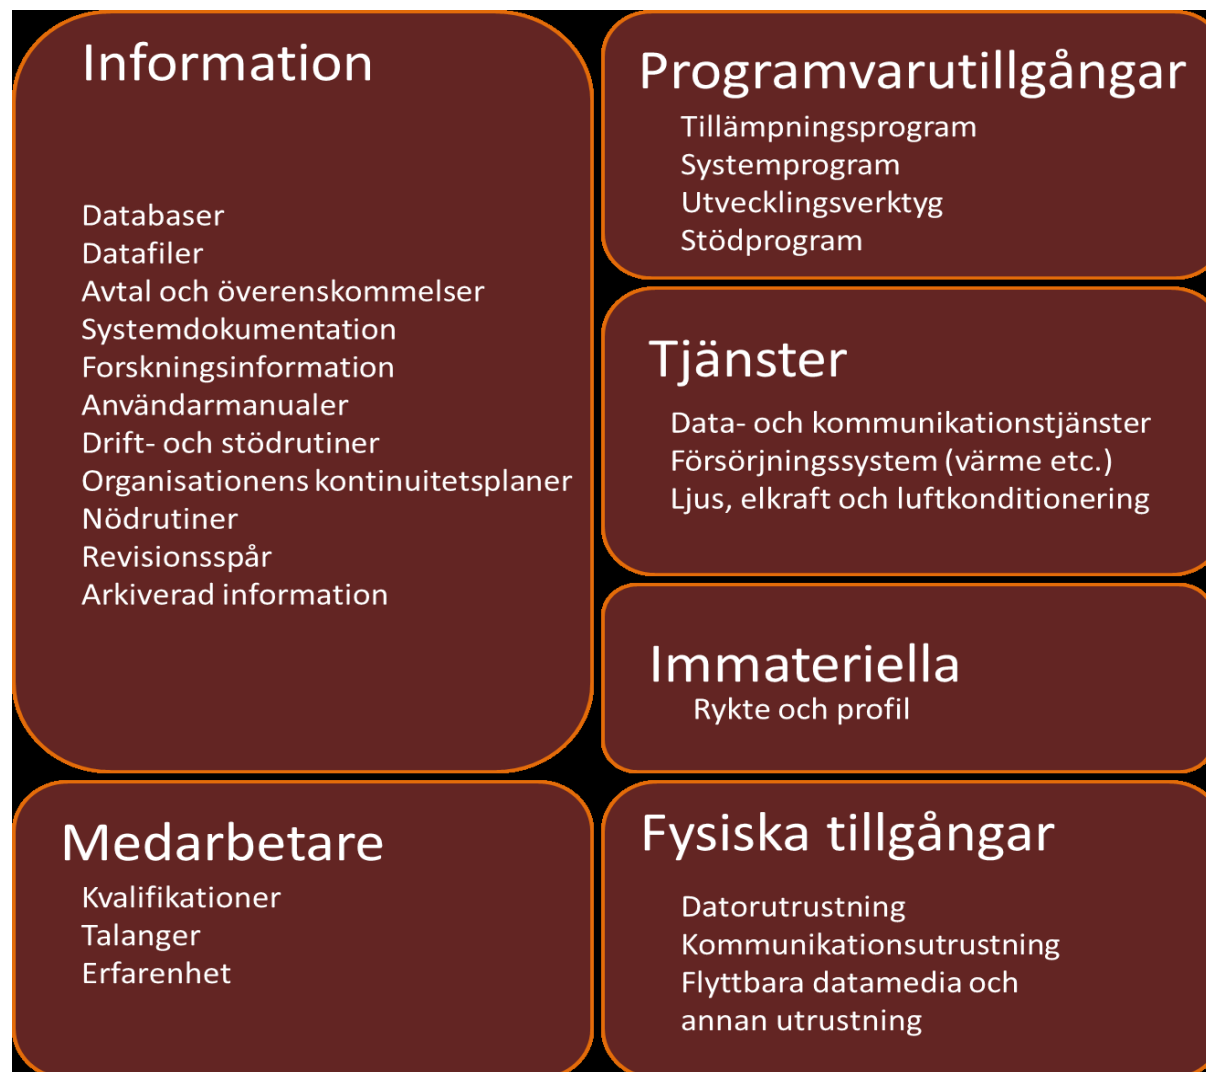 Information
Databaser
Datafiler
Avtal och överenskommelser
Systemdokumentation
Forskningsinformation
Användarmanualer
Drift- och stödrutiner
Organisationens kontinuitetsplaner
Nödrutiner
Revisionsspår
Arkiverad information
Programvarutillgångar
Tillämpningsprogram
Systemprogram
Utvecklingsverktyg
Stödprogram
Tjänster
Data- och kommunikationstjänster
Försörjningssystem (värme etc.)
Ljus, elkraft och luftkonditionering
Immateriella
Rykte och profil
Medarbetare
Kvalifikationer
Talanger
Erfarenhet
Fysiska tillgångar
Datorutrustning
Kommunikationsutrustning
Flyttbara datamedia och
annan utrustning